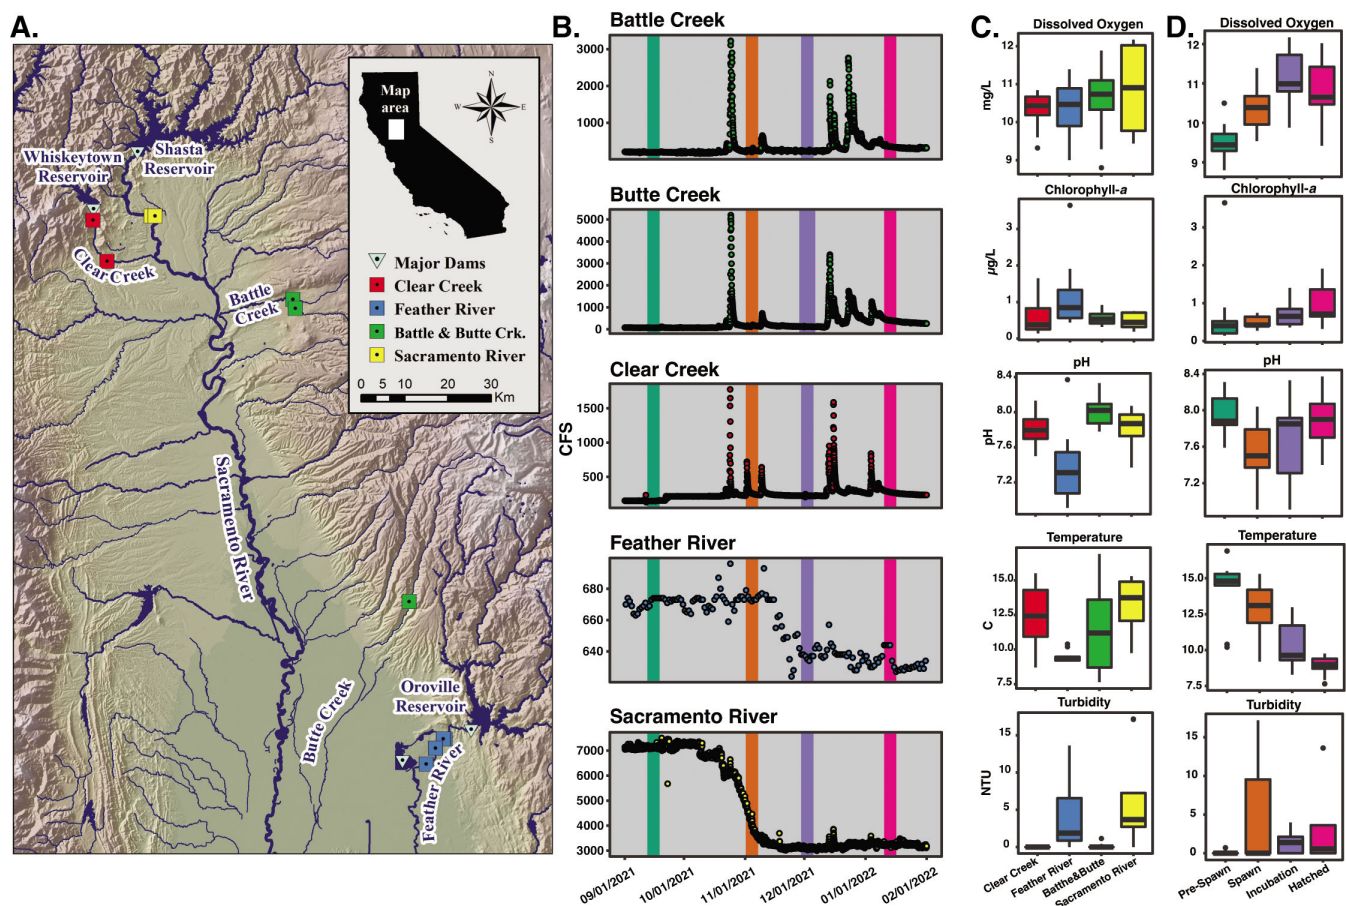 A.
Whiskeytown
Reservoir
Shasta
Reservoir
Clear Creek
Battle
Creek
Sacramento River
Butte Creek
Oroville
Reservoir
Feather River
Map
area
N
W
E
S
Major Dams
Clear Creek
Feather River
Battle & Butte Crk.
Sacramento River
0 5 10 20 30
Km
B.
CFS
Battle Creek
3000
2000
1000
Butte Creek
5000
4000
3000
2000
1000
0
Clear Creek
1500
1000
500
Feather River
680
660
640
Sacramento River
7000
6000
5000
4000
3000
09/01/2021
10/01/2021
11/01/2021
12/01/2021
01/01/2022
02/01/2022
C.
Dissolved Oxygen
mg/L
12
11
10
9
Chlorophyll-a
µg/L
3
2
1
0
pH
pH
8.4
8.0
7.6
7.2
Temperature
C
15.0
12.5
10.0
7.5
Turbidity
NTU
15
10
5
0
Clear Creek
Feather River
Batthe&Butte
Sacramento River
D.
Dissolved Oxygen
12
11
10
9
Chlorophyll-a
3
2
1
0
pH
8.4
8.0
7.6
7.2
Temperature
15.0
12.5
10.0
7.5
Turbidity
15
10
5
0
Pre-Spawn
Spawn
Incubation
Hatched